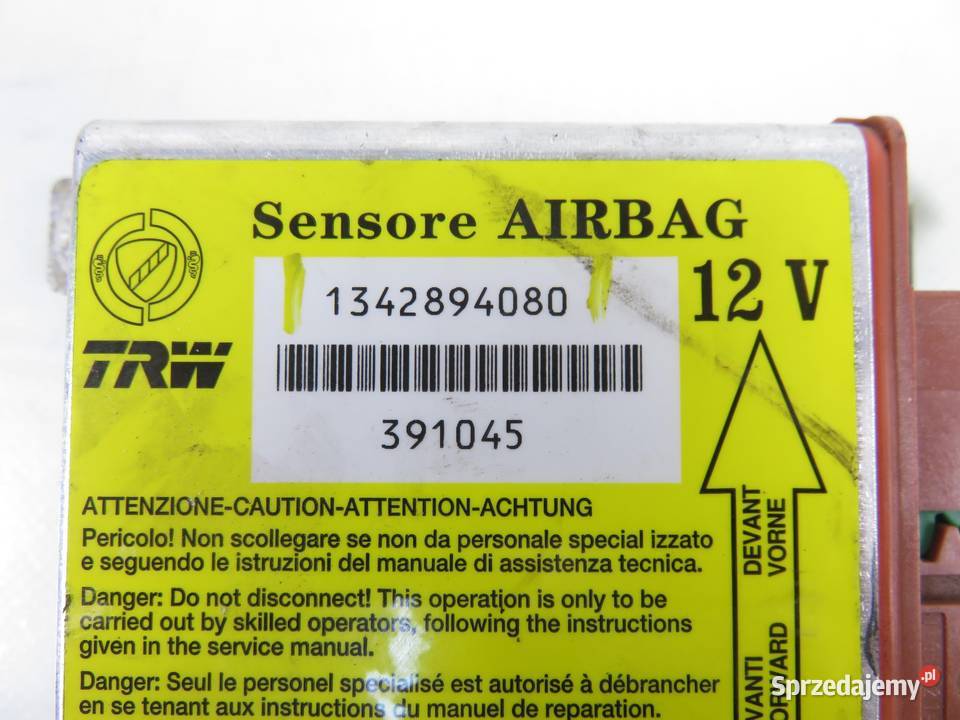 Sensore AIRBAG
1342894080
12 V
TRW
391045
ATTENZIONE-CAUTION-ATTENTION-ACHTUNG
Pericolo! Non scollegare se non da personale special izzato
e seguendo le istruzioni del manuale di assistenza tecnica.
Danger: Do not disconnect! This operation is only to be
carried out by skilled operators, following the instructions
given in the service manual.
Danger: Seul le personel specialisé est autorisé à débrancher
en se tenant aux instructions du manuel de reparation.
DEVANT
VORNE
Sprzedajemy.pl